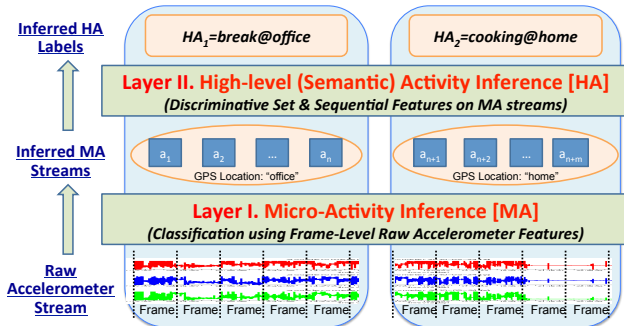 Inferred HA
Labels
HA1=break@office
HA2=cooking@home
Layer II. High-level (Semantic) Activity Inference [HA]
(Discriminative Set & Sequential Features on MA streams)
Inferred MA
Streams
a1 a2 ... an
GPS Location: "office"
an+1 an+2 ... an+m
GPS Location: "home"
Layer I. Micro-Activity Inference [MA]
(Classification using Frame-Level Raw Accelerometer Features)
Raw
Accelerometer
Stream
Frame Frame Frame Frame Frame
Frame Frame Frame Frame Frame